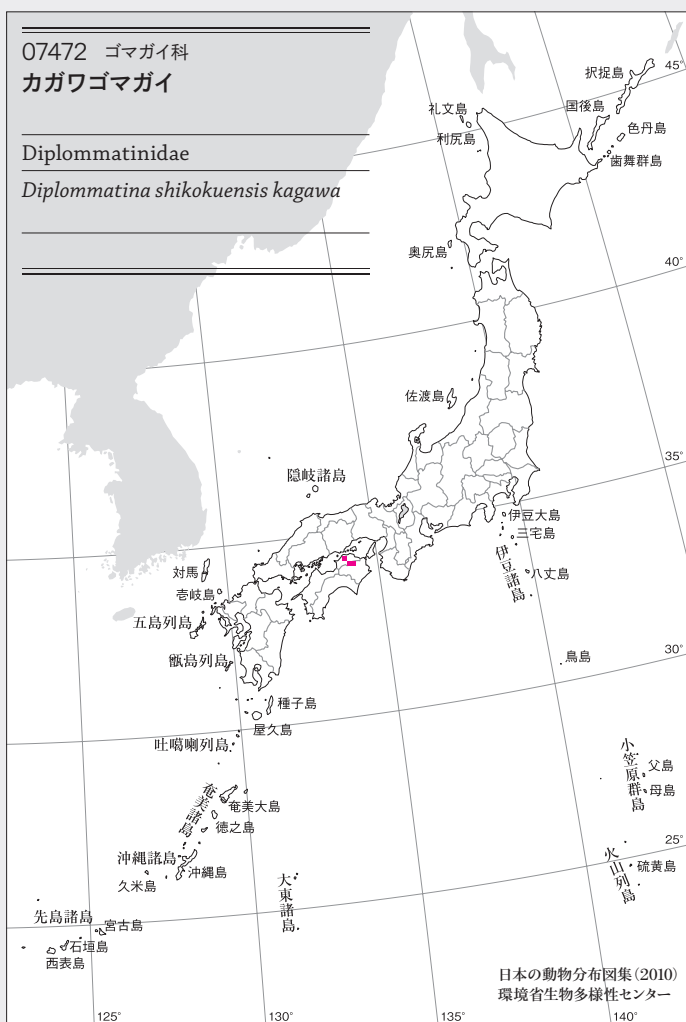 07472 ゴマガイ科
カガワゴマガイ
Diplommatinidae
Diplommatina shikokuensis kagawa
択捉島
45°
礼文島
国後島
利尻島
色丹島
歯舞群島
奥尻島
40°
佐渡島
35°
隠岐諸島
伊豆大島
三宅島
伊豆諸島
八丈島
対馬
壱岐島
五島列島
甑島列島
鳥島
30°
種子島
屋久島
吐噶喇列島
小笠原群島
父島
母島
奄美諸島
奄美大島
徳之島
25°
沖縄諸島
沖縄島
久米島
火山列島
硫黄島
大東諸島
先島諸島
宮古島
石垣島
西表島
日本の動物分布図集(2010)
環境省生物多様性センター
125°
130°
135°
140°